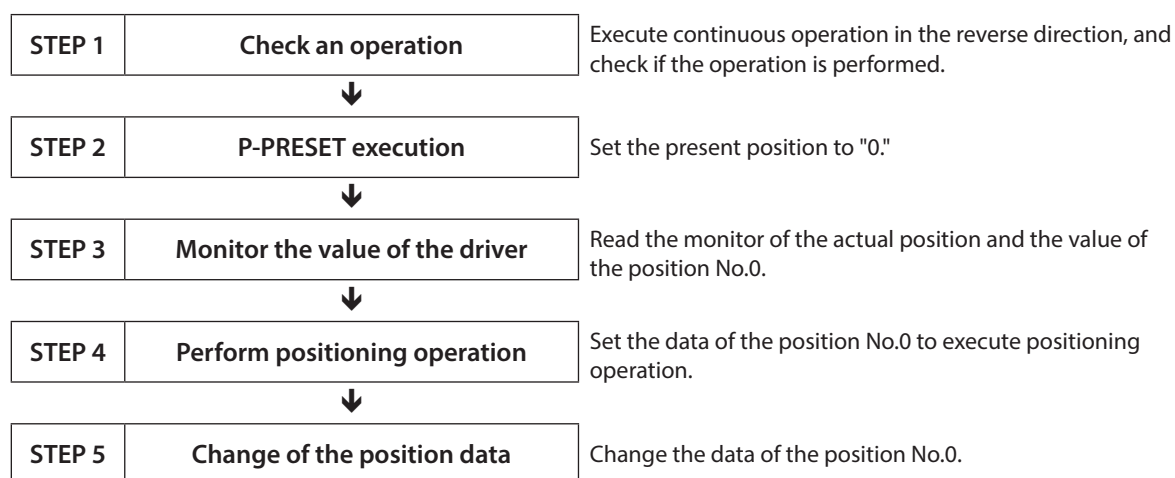 STEP 1 Check an operation
Execute continuous operation in the reverse direction, and
check if the operation is performed.
STEP 2 P-PRESET execution
Set the present position to "0."
STEP 3 Monitor the value of the driver
Read the monitor of the actual position and the value of
the position No.0.
STEP 4 Perform positioning operation
Set the data of the position No.0 to execute positioning
operation.
STEP 5 Change of the position data
Change the data of the position No.0.